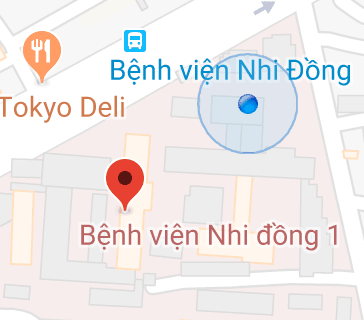 Bệnh viện Nhi Đồng
Tokyo Deli
Bệnh viện Nhi đồng 1